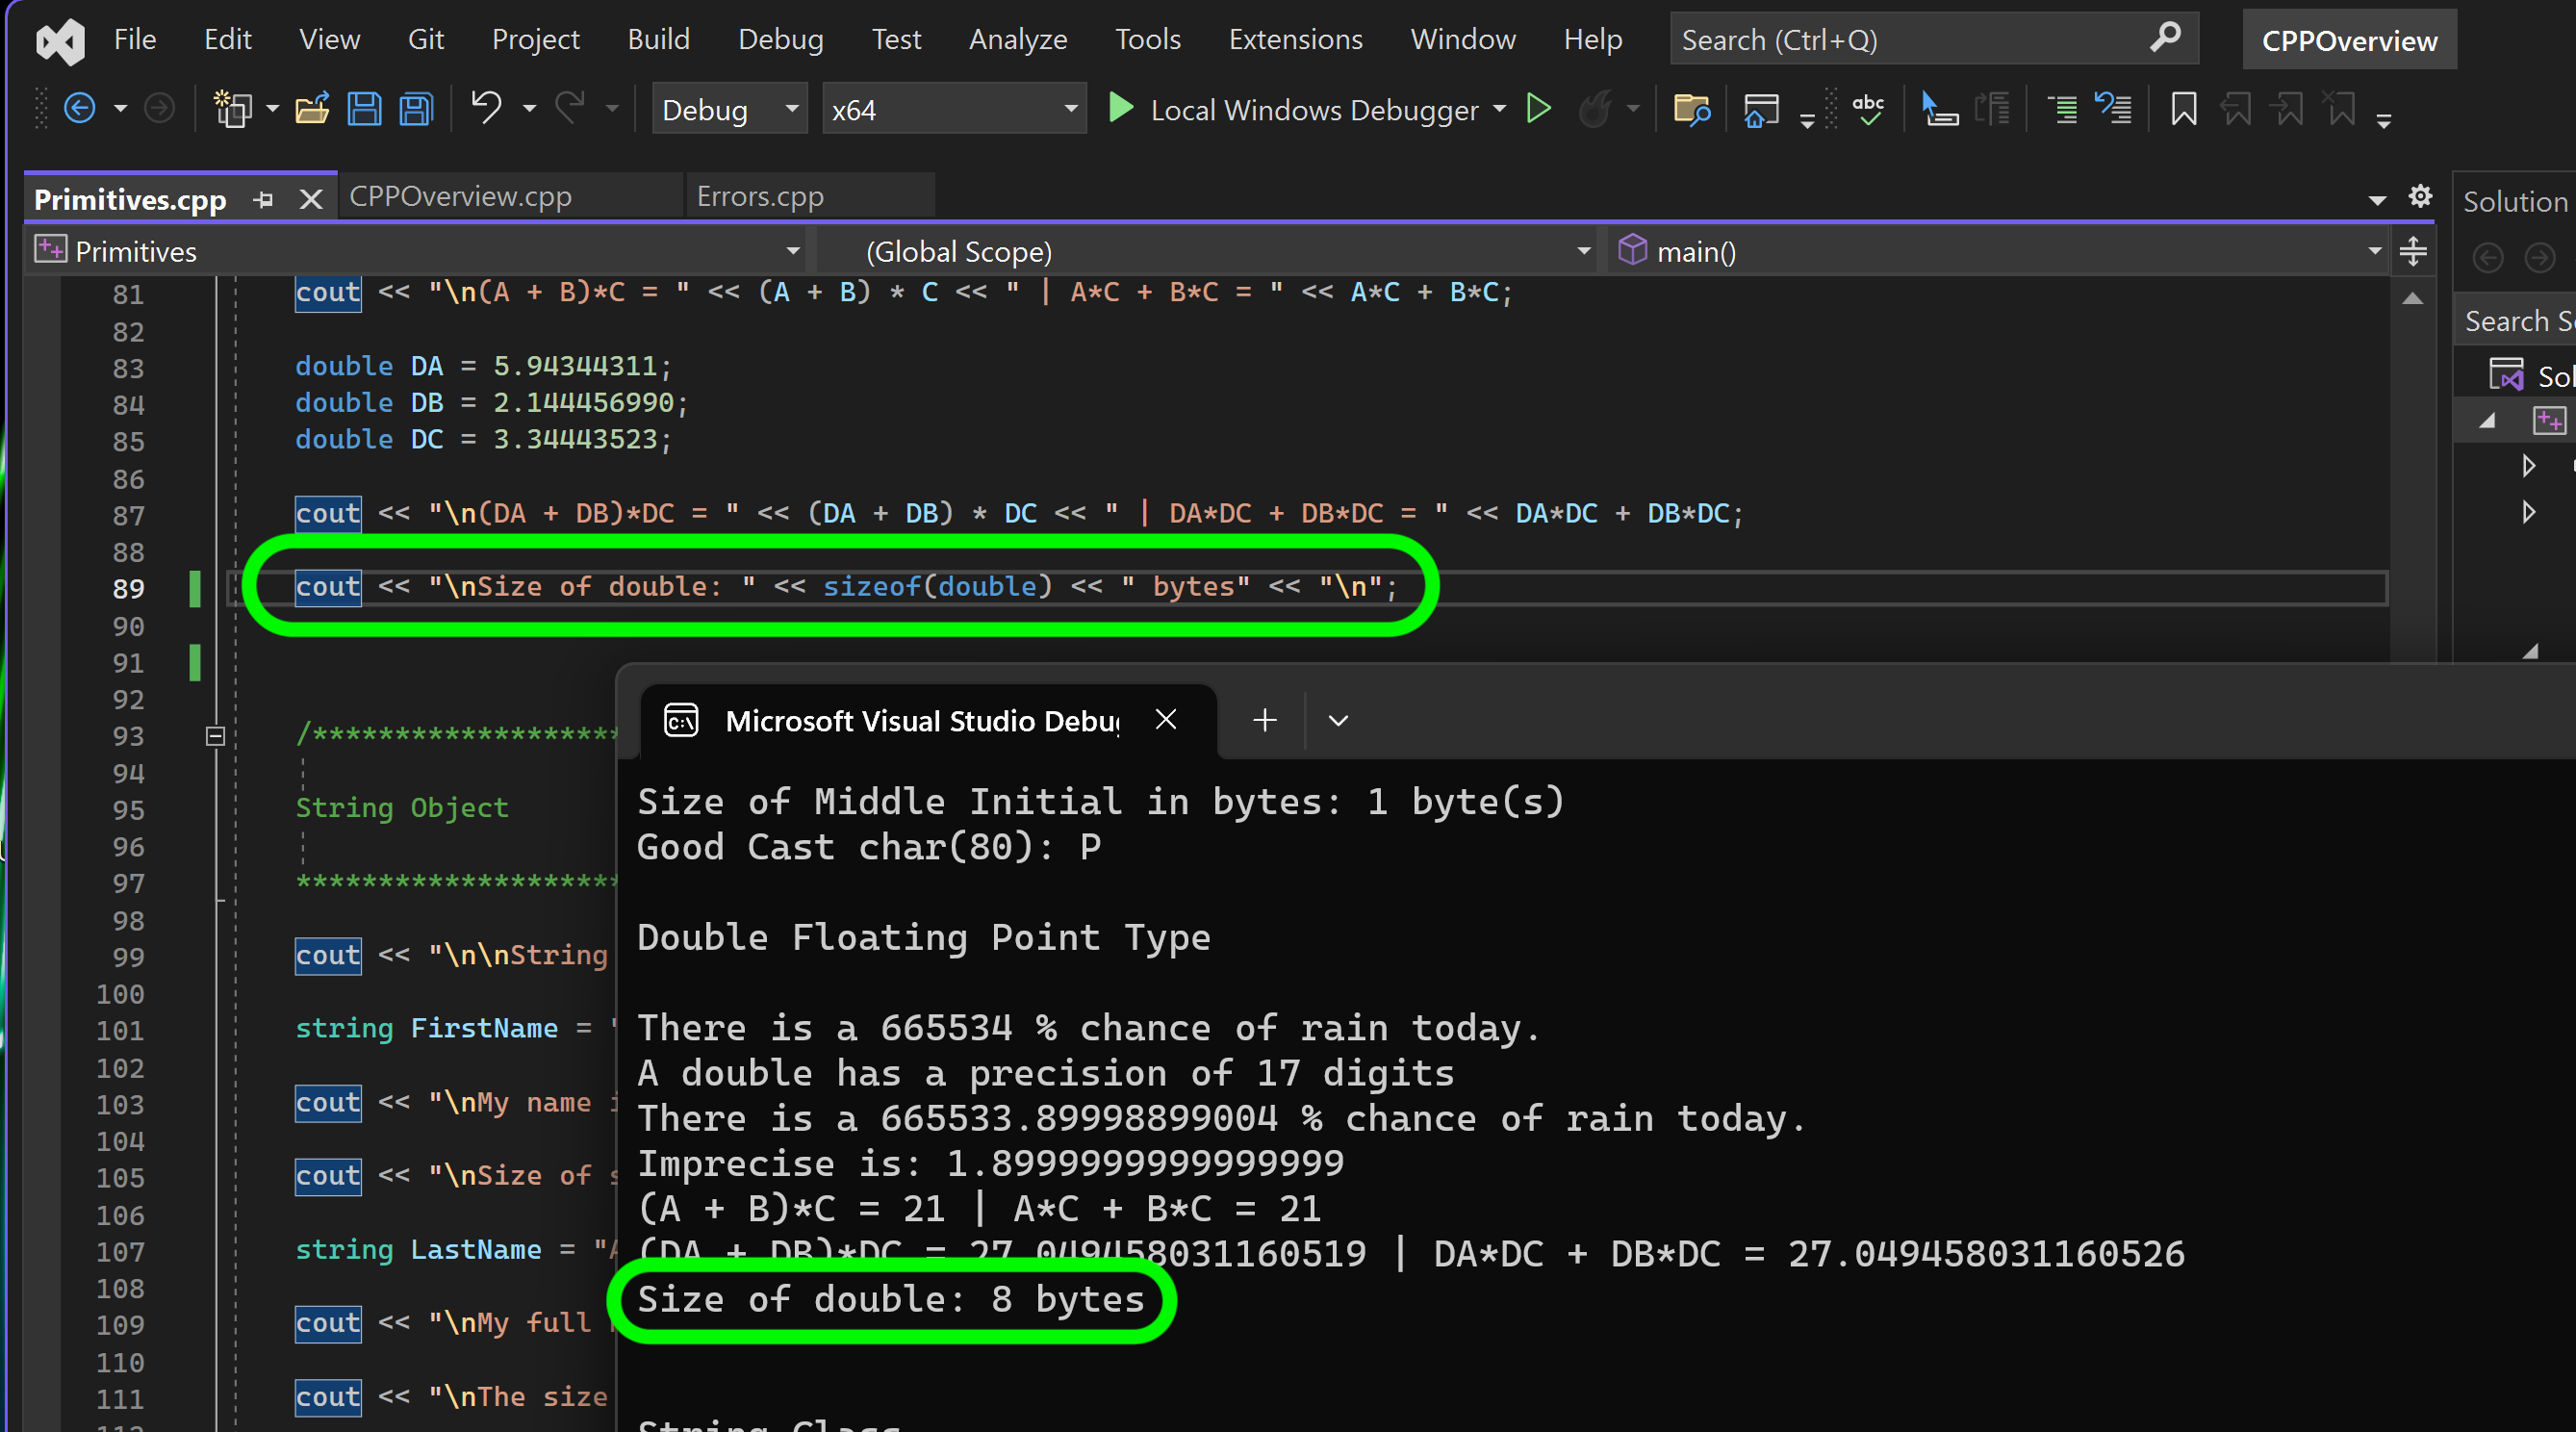 File Edit View Git Project Build Debug Test Analyze Tools Extensions Window Help Search (Ctrl+Q) CPPOverview
Debug x64 Local Windows Debugger abc
Primitives.cpp CPPOverview.cpp Errors.cpp
Solution
Primitives (Global Scope) main()
Search
81 cout << "\n(A + B)*C = " << (A + B) * C << " | A*C + B*C = " << A*C + B*C;
82
83 double DA = 5.94344311;
84 double DB = 2.144456990;
85 double DC = 3.34443523;
86
87 cout << "\n(DA + DB)*DC = " << (DA + DB) * DC << " | DA*DC + DB*DC = " << DA*DC + DB*DC;
88
89 cout << "\nSize of double: " << sizeof(double) << " bytes" << "\n";
90
91
92
93 /*******************
94
95 String Object
96
97 ********************
98
99 cout << "\n\nString
100
101 string FirstName = "
102
103 cout << "\nMy name
104
105 cout << "\nSize of
106
107 string LastName = "A
108
109 cout << "\nMy full
110
111 cout << "\nThe size
Microsoft Visual Studio Debug
Size of Middle Initial in bytes: 1 byte(s)
Good Cast char(80): P
Double Floating Point Type
There is a 665534 % chance of rain today.
A double has a precision of 17 digits
There is a 665533.89998899004 % chance of rain today.
Imprecise is: 1.8999999999999999
(A + B)*C = 21 | A*C + B*C = 21
(DA + DB)*DC = 27.049458031160519 | DA*DC + DB*DC = 27.049458031160526
Size of double: 8 bytes
String Class